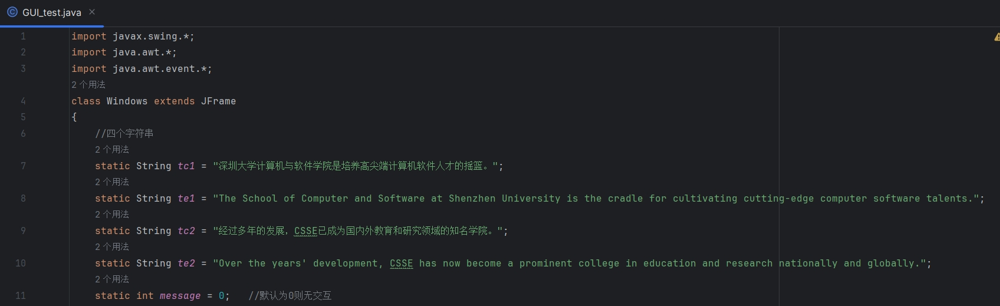 GUI_test.java
1 import javax.swing.*;
2 import java.awt.*;
3 import java.awt.event.*;
2 个用法
4 class Windows extends JFrame
5 {
6 //四个字符串
2 个用法
7 static String tc1 = "深圳大学计算机与软件学院是培养高尖端计算机软件人才的摇篮。";
2 个用法
8 static String te1 = "The School of Computer and Software at Shenzhen University is the cradle for cultivating cutting-edge computer software talents.";
2 个用法
9 static String tc2 = "经过多年的发展，CSSE已成为国内外教育和研究领域的知名学院。";
2 个用法
10 static String te2 = "Over the years' development, CSSE has now become a prominent college in education and research nationally and globally.";
2 个用法
11 static int message = 0; //默认为0则无交互